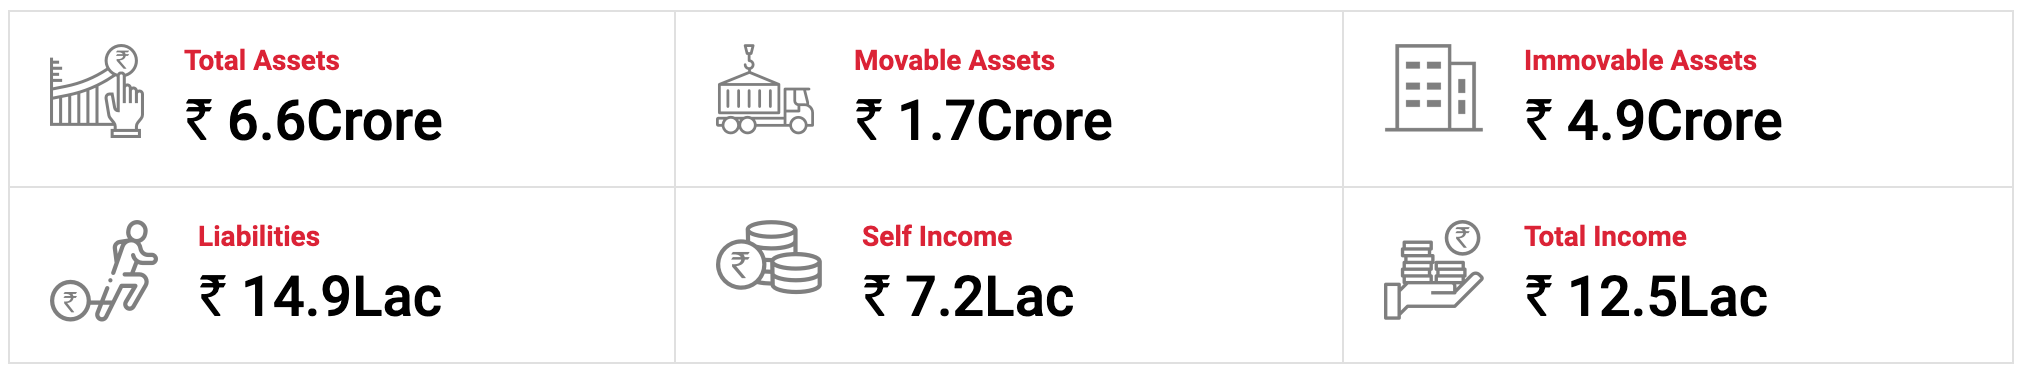 Total Assets
₹ 6.6Crore
Movable Assets
₹ 1.7Crore
Immovable Assets
₹ 4.9Crore
Liabilities
₹ 14.9Lac
Self Income
₹ 7.2Lac
Total Income
₹ 12.5Lac